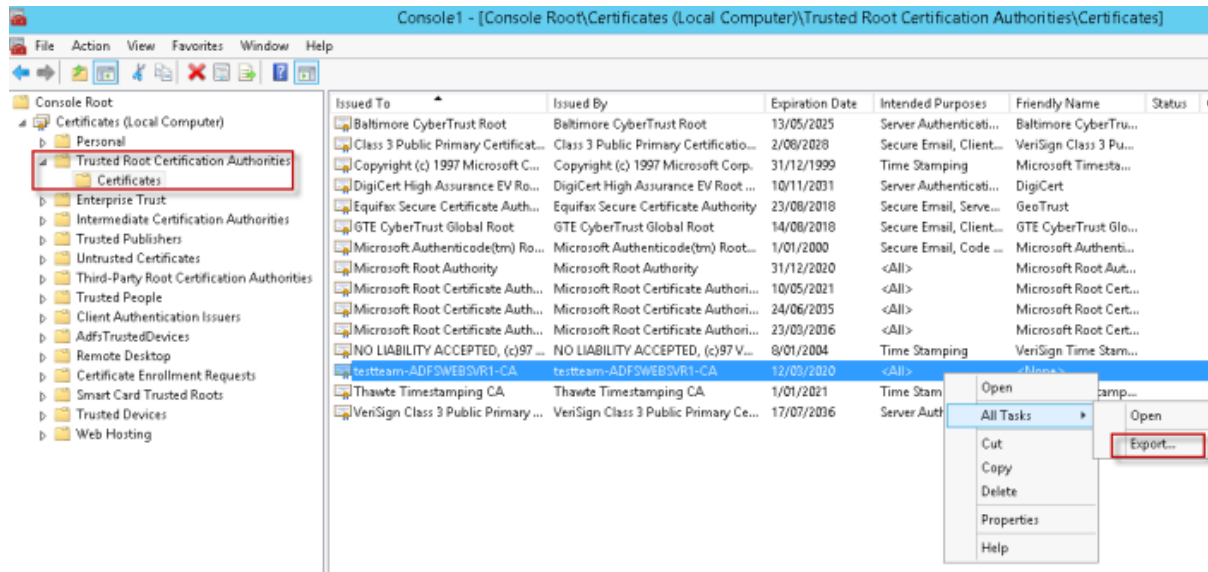 Console1 - [Console Root\Certificates (Local Computer)\Trusted Root Certification Authorities\Certificates]
File Action View Favorites Window Help
Console Root
Certificates (Local Computer)
Personal
Trusted Root Certification Authorities
Certificates
Enterprise Trust
Intermediate Certification Authorities
Trusted Publishers
Untrusted Certificates
Third-Party Root Certification Authorities
Trusted People
Client Authentication Issuers
AdfsTrustedDevices
Remote Desktop
Certificate Enrollment Requests
Smart Card Trusted Roots
Trusted Devices
Web Hosting
Issued To Issued By Expiration Date Intended Purposes Friendly Name Status
Baltimore CyberTrust Root Baltimore CyberTrust Root 13/05/2025 Server Authenticati... Baltimore CyberTru...
Class 3 Public Primary Certificat... Class 3 Public Primary Certificatio... 2/08/2028 Secure Email, Client... VeriSign Class 3 Pu...
Copyright (c) 1997 Microsoft C... Copyright (c) 1997 Microsoft Corp. 31/12/1999 Time Stamping Microsoft Timesta...
DigiCert High Assurance EV Ro... DigiCert High Assurance EV Root ... 10/11/2031 Server Authenticati... DigiCert
Equifax Secure Certificate Auth... Equifax Secure Certificate Authority 23/08/2018 Secure Email, Serve... GeoTrust
GTE CyberTrust Global Root GTE CyberTrust Global Root 14/08/2018 Secure Email, Client... GTE CyberTrust Glo...
Microsoft Authenticode(tm) Ro... Microsoft Authenticode(tm) Root... 1/01/2000 Secure Email, Code ... Microsoft Authenti...
Microsoft Root Authority Microsoft Root Authority 31/12/2020 <All> Microsoft Root Aut...
Microsoft Root Certificate Auth... Microsoft Root Certificate Authori... 10/05/2021 <All> Microsoft Root Cert...
Microsoft Root Certificate Auth... Microsoft Root Certificate Authori... 24/06/2035 <All> Microsoft Root Cert...
Microsoft Root Certificate Auth... Microsoft Root Certificate Authori... 23/03/2036 <All> Microsoft Root Cert...
NO LIABILITY ACCEPTED, (c)97 ... NO LIABILITY ACCEPTED, (c)97 V... 8/01/2004 Time Stamping VeriSign Time Stam...
testteam-ADFSWEBSVR1-CA testteam-ADFSWEBSVR1-CA 12/03/2020 <All> <None>
Thawte Timestamping CA Thawte Timestamping CA 1/01/2021 Time Stam amp...
VeriSign Class 3 Public Primary ... VeriSign Class 3 Public Primary Ce... 17/07/2036 Server Auth
Open
All Tasks
Cut
Copy
Delete
Properties
Help
Open
Export...